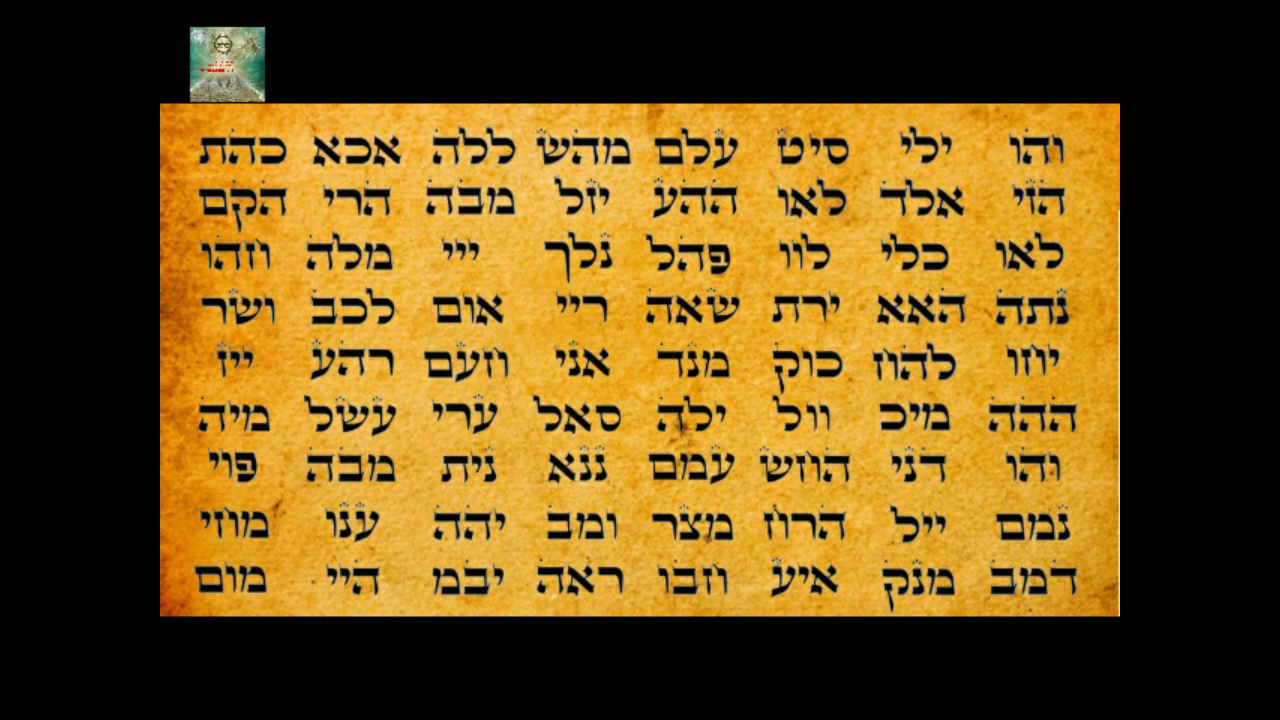 והו ילי סיט עלם מהש ללה אכא כהת
הזי אלד לאו ההע יזל מבה הרי הקם
לאו כלי לוו פהל נלך ייי מלה חהו
נתה האא ירת שאה ריי אום לכב ושר
יחו להח כוק מנד אני חעם רהע ייז
ההה מיכ וול ילה סאל ערי עשל מיה
והו דני החש עמם ננא נית מבה פוי
נמם ייל הרח מצר ומב יהה ענו מחי
דמב מנק איע חבו ראה יבמ היי מום